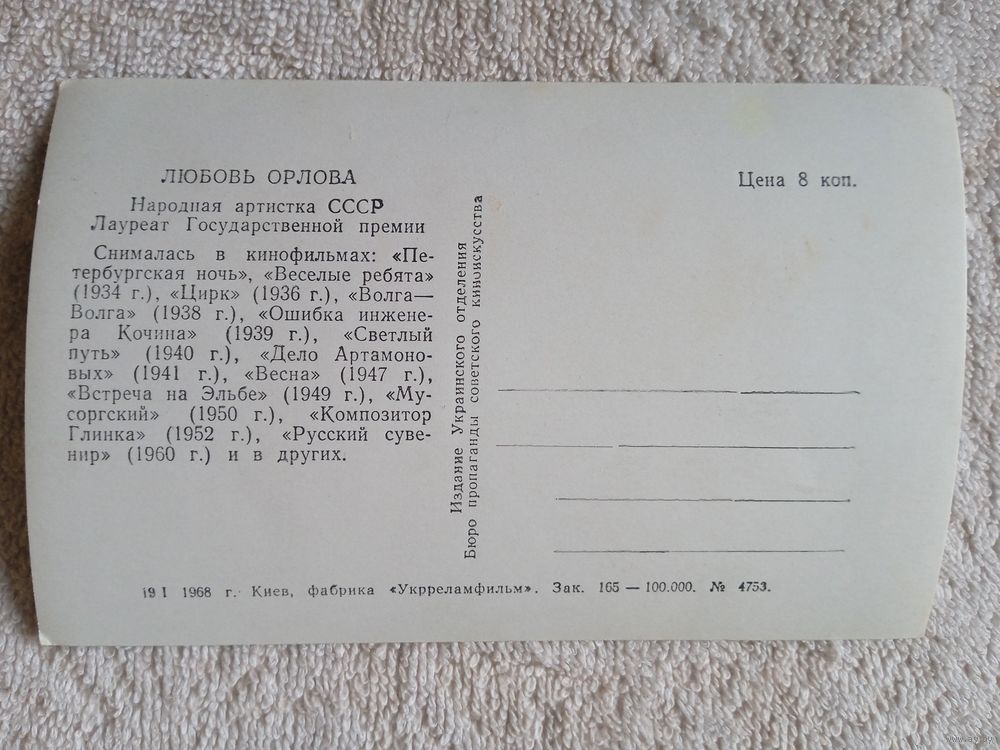 ЛЮБОВЬ ОРЛОВА
Народная артистка СССР
Лауреат Государственной премии
Снималась в кинофильмах: «Пе-
тербургская ночь», «Веселые ребята»
(1934 г.), «Цирк» (1936 г.), «Волга—
Волга» (1938 г.), «Ошибка инжене-
ра Кочина» (1939 г.), «Светлый
путь» (1940 г.), «Дело Артамоно-
вых» (1941 г.), «Весна» (1947 г.),
«Встреча на Эльбе» (1949 г.), «Му-
соргский» (1950 г.), «Композитор
Глинка» (1952 г.), «Русский суве-
нир» (1960 г.) и в других.
Издание Украинского отделения
Бюро пропаганды советского киноискусства
Цена 8 коп.
19 I 1968 г. Киев, фабрика «Укррекламфильм». Зак. 165 — 100.000. № 4753.